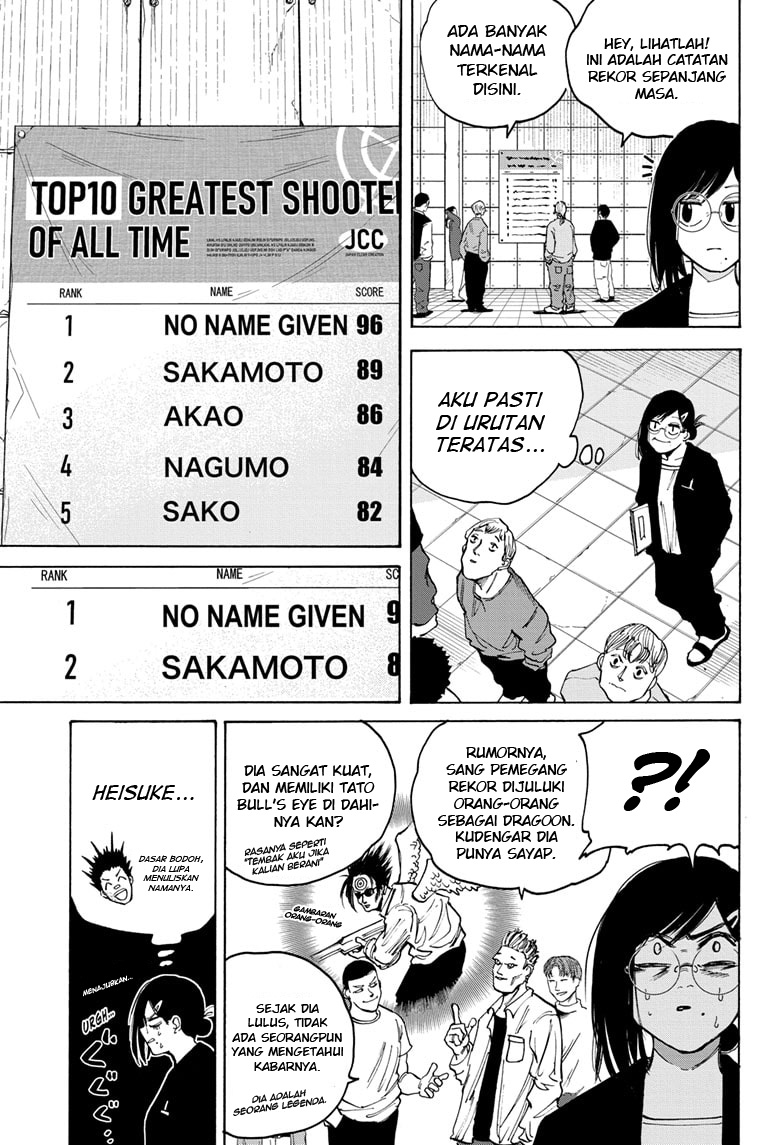 HEY, LIHATLAH!
INI ADALAH CATATAN
REKOR SEPANJANG
MASA.
ADA BANYAK
NAMA-NAMA
TERKENAL
DISINI.
TOP10 GREATEST SHOOTE
OF ALL TIME
JCC
RANK NAME SCORE
1 NO NAME GIVEN 96
2 SAKAMOTO 89
3 AKAO 86
4 NAGUMO 84
5 SAKO 82
AKU PASTI
DI URUTAN
TERATAS...
RANK NAME SC
1 NO NAME GIVEN 9
2 SAKAMOTO 8
?!
RUMORNYA,
SANG PEMEGANG
REKOR DIJULUKI
ORANG-ORANG
SEBAGAI DRAGOON.
KUDENGAR DIA
PUNYA SAYAP.
DIA SANGAT KUAT,
DAN MEMILIKI TATO
BULL'S EYE DI DAHI-
NYA KAN?
RASANYA SEPERTI
"TEMBAK AKU JIKA
KALIAN BERANI"
GAMBARAN
ORANG-ORANG
SEJAK DIA
LULUS, TIDAK
ADA SEORANGPUN
YANG MENGETAHUI
KABARNYA.
DIA ADALAH
SEORANG LEGENDA.
HEISUKE...
DASAR BODOH,
DIA LUPA
MENULISKAN
NAMANYA.
MENAJUBKAN...
URGH...